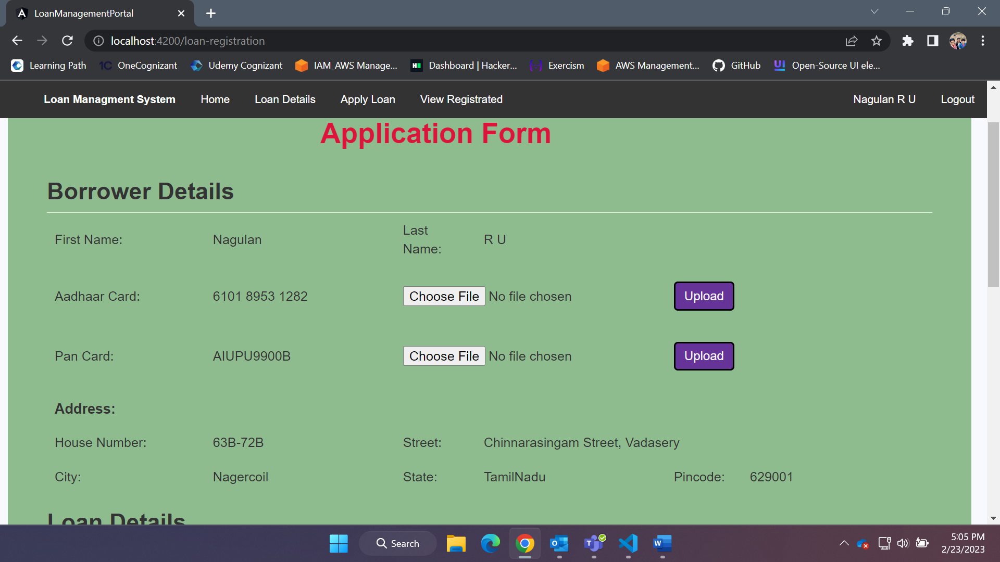 LoanManagementPortal
localhost:4200/loan-registration
Learning Path 1C OneCognizant Udemy Cognizant IAM_AWS Manage... Dashboard | Hacker... Exercism AWS Management... GitHub Open-Source UI ele...
Loan Managment System Home Loan Details Apply Loan View Registrated Nagulan R U Logout
Application Form
Borrower Details
First Name: Nagulan Last Name: R U
Aadhaar Card: 6101 8953 1282 Choose File No file chosen Upload
Pan Card: AIUPU9900B Choose File No file chosen Upload
Address:
House Number: 63B-72B Street: Chinnarasingam Street, Vadasery
City: Nagercoil State: TamilNadu Pincode: 629001
Loan Details
Search 5:05 PM
2/23/2023